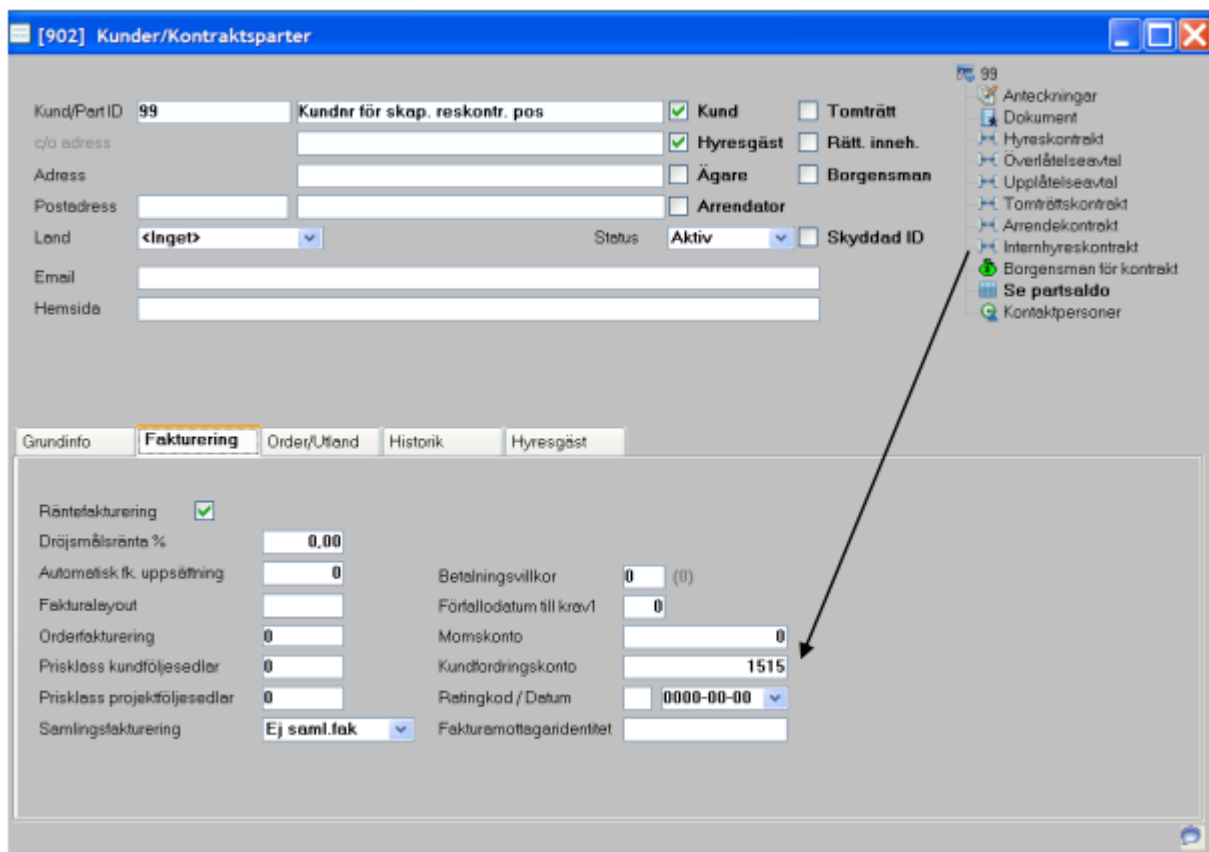 [902] Kunder/Kontraktsparter
99
Anteckningar
Dokument
Hyreskontrakt
Överlåtelseavtal
Upplåtelseavtal
Tomträttskontrakt
Arrendekontrakt
Internhyreskontrakt
Borgensman för kontrakt
Se partsaldo
Kontaktpersoner
Kund/Part ID 99 Kundnr för skap. reskontr. pos Kund Tomträtt
c/o adress Hyresgäst Rätt. inneh.
Adress Ägare Borgensman
Postadress Arrendator
Land <Inget> Status Aktiv Skyddad ID
Email
Hemsida
Grundinfo Fakturering Order/Utland Historik Hyresgäst
Räntefakturering
Dröjsmålsränta % 0,00
Automatisk fk. uppsättning 0 Betalningsvillkor 0 (0)
Fakturalayout Förfallodatum till krav1 0
Orderfakturering 0 Momskonto 0
Prisklass kundföljesedlar 0 Kundfordringskonto 1515
Prisklass projektföljesedlar 0 Ratingkod / Datum 0000-00-00
Samlingsfakturering Ej saml.fak Fakturamottagaridentitet